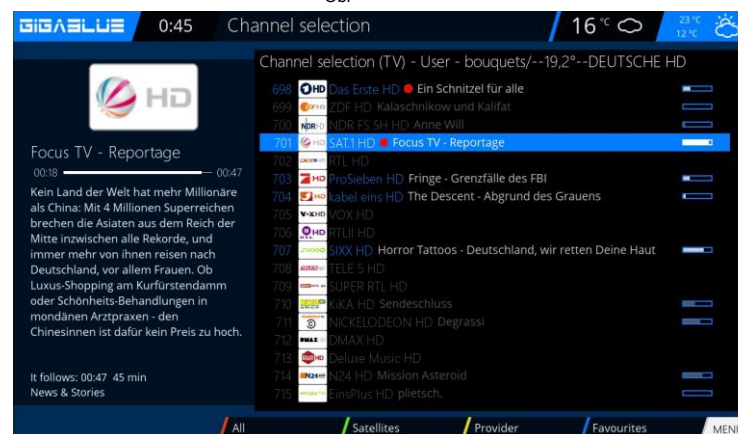 GIGABLUE 0:45 Channel selection 16 °C 23 °C
12 °C
Channel selection (TV) - User - bouquets/--19,2°--DEUTSCHE HD
HD
Focus TV - Reportage
00:18 00:47
Kein Land der Welt hat mehr Millionäre
als China: Mit 4 Millionen Superreichen
brechen die Asiaten aus dem Reich der
Mitte inzwischen alle Rekorde, und
immer mehr von ihnen reisen nach
Deutschland, vor allem Frauen. Ob
Luxus-Shopping am Kurfürstendamm
oder Schönheits-Behandlungen in
mondänen Arztpraxen - den
Chinesinnen ist dafür kein Preis zu hoch.
It follows: 00:47 45 min
News & Stories
698 HD Das Erste HD Ein Schnitzel für alle
699 ZDF HD Kalaschnikow und Kalifat
700 NDR FS SH HD Anne Will
701 HD SAT.1 HD Focus TV - Reportage
702 RTL HD
703 HD ProSieben HD Fringe - Grenzfälle des FBI
704 HD kabel eins HD The Descent - Abgrund des Grauens
705 VOX HD
706 HD RTLII HD
707 SIXX HD Horror Tattoos - Deutschland, wir retten Deine Haut
708 TELE 5 HD
709 SUPER RTL HD
710 KiKA HD Sendeschluss
711 NICKELODEON HD Degrassi
712 DMAX DMAX HD
713 HD Deluxe Music HD
714 N24 N24 HD Mission Asteroid
715 EinsPlus HD plietsch.
All Satellites Provider Favourites MENU